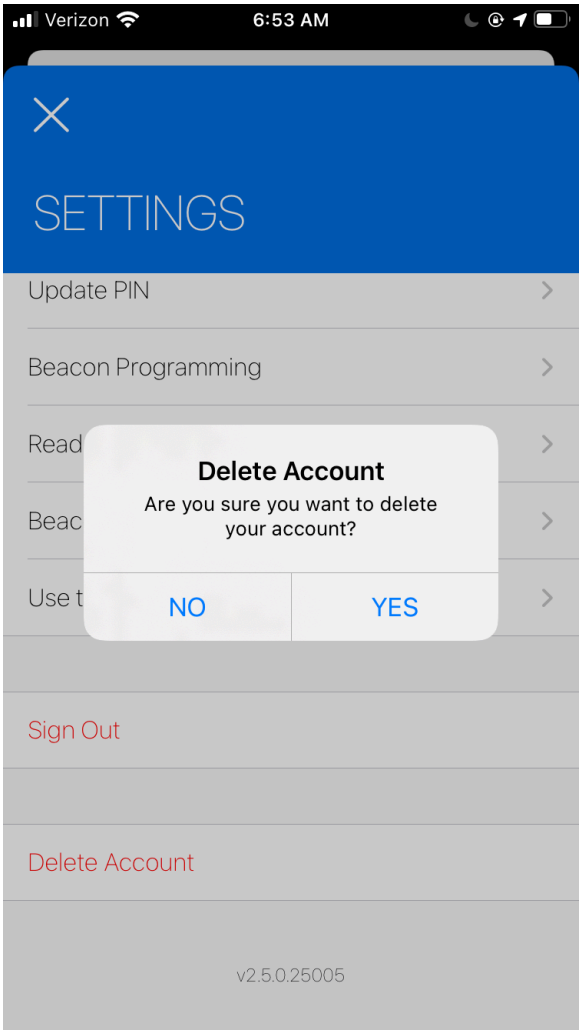 Verizon 6:53 AM
SETTINGS
Update PIN
Beacon Programming
Read
Delete Account
Are you sure you want to delete
your account?
Beac
Use t
NO YES
Sign Out
Delete Account
v2.5.0.25005